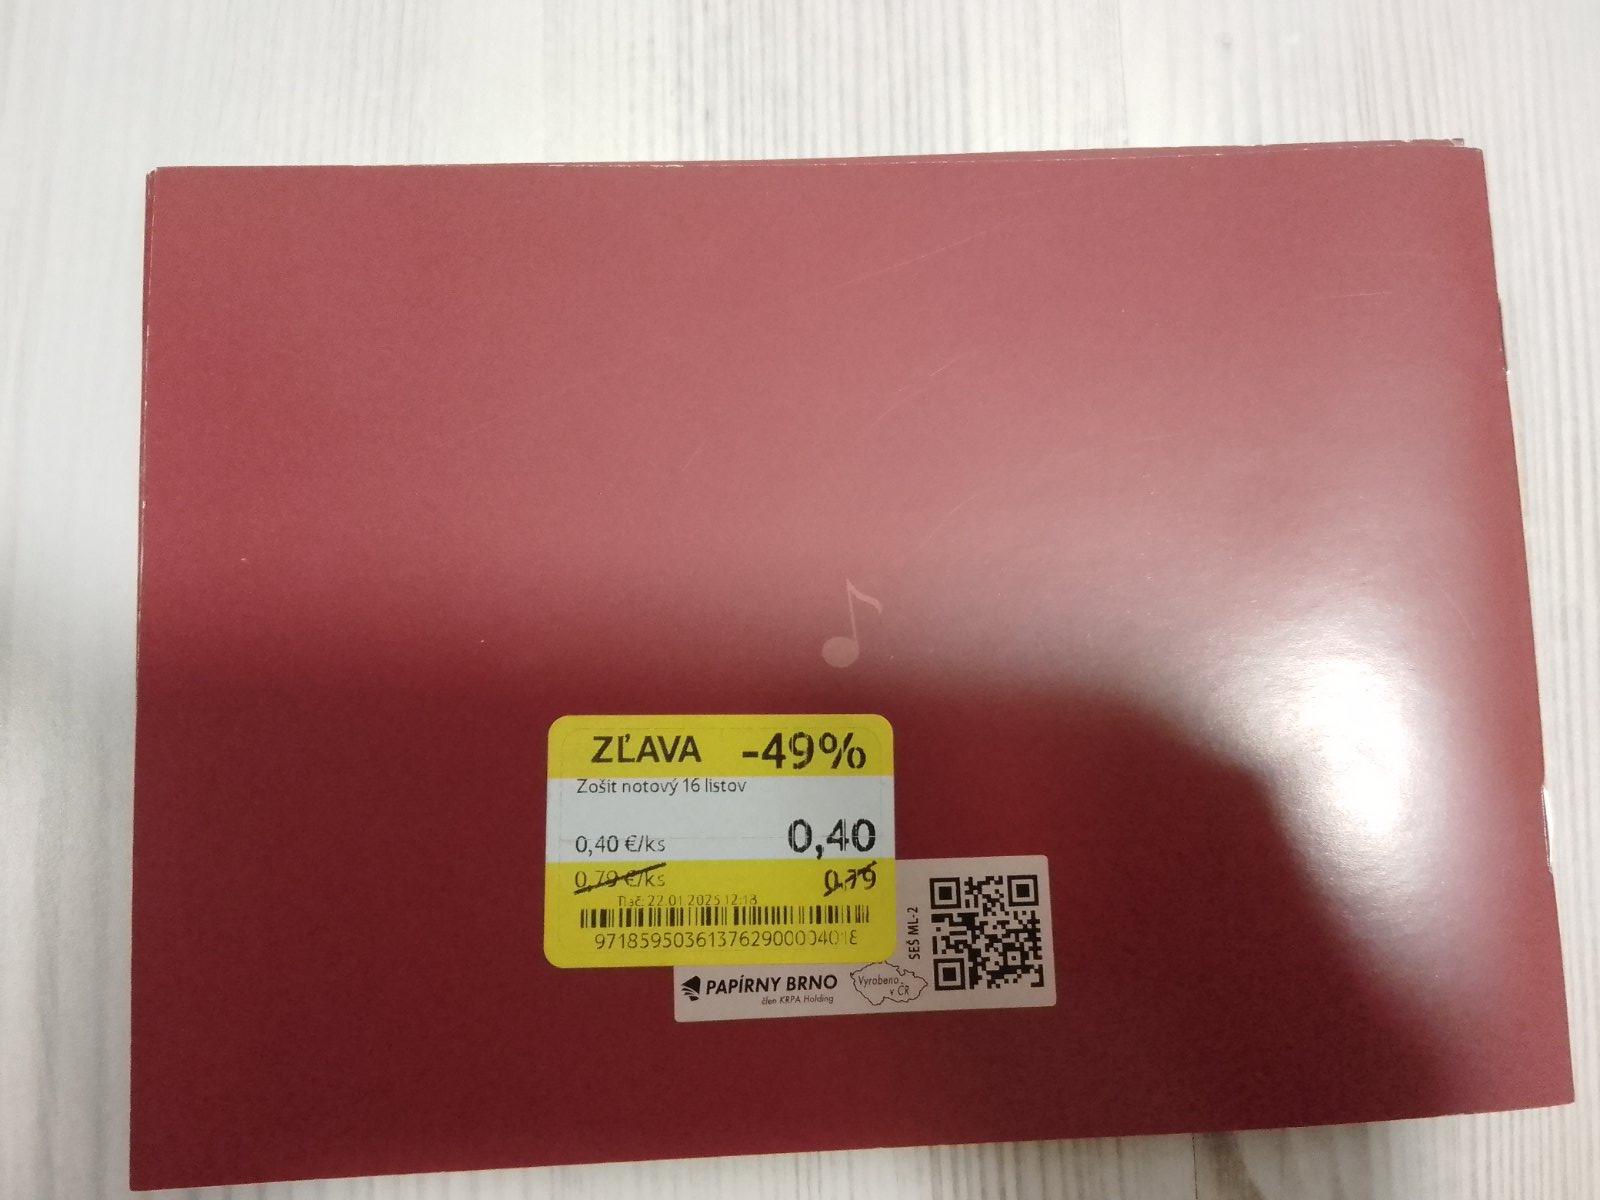 ZĽAVA -49%
Zošit notový 16 listov
0,40 €/ks 0,40
0,79 €/ks 0,79
Tlač: 22.01.2025 12:18
971859503613762900004018
SEŠ ML-2
PAPÍRNY BRNO
člen KRPA Holding
Vyrobeno
v ČR